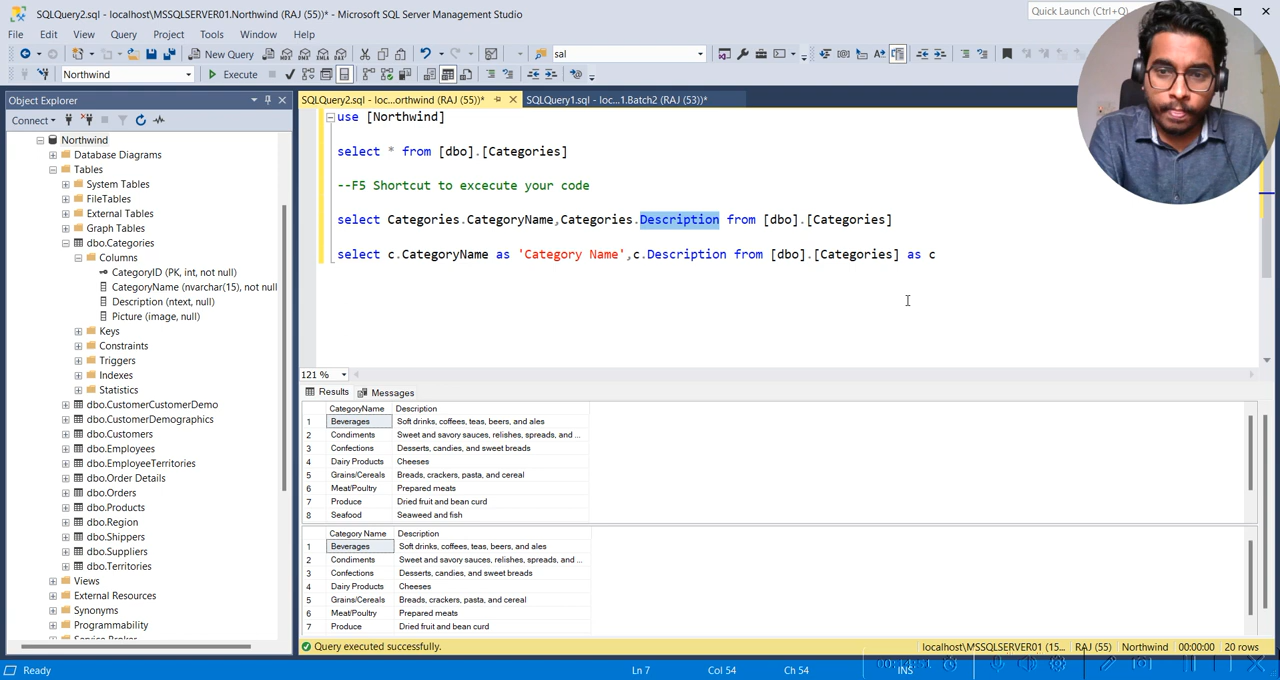 SQLQuery2.sql - localhost\MSSQLSERVER01.Northwind (RAJ (55))* - Microsoft SQL Server Management Studio
Quick Launch (Ctrl+Q)
File Edit View Query Project Tools Window Help
New Query
sal
Northwind
Execute
Object Explorer
SQLQuery2.sql - loc...orthwind (RAJ (55))*
SQLQuery1.sql - loc...1.Batch2 (RAJ (53))*
Connect
Northwind
Database Diagrams
Tables
System Tables
FileTables
External Tables
Graph Tables
dbo.Categories
Columns
CategoryID (PK, int, not null)
CategoryName (nvarchar(15), not null
Description (ntext, null)
Picture (image, null)
Keys
Constraints
Triggers
Indexes
Statistics
dbo.CustomerCustomerDemo
dbo.CustomerDemographics
dbo.Customers
dbo.Employees
dbo.EmployeeTerritories
dbo.Order Details
dbo.Orders
dbo.Products
dbo.Region
dbo.Shippers
dbo.Suppliers
dbo.Territories
Views
External Resources
Synonyms
Programmability
Service Broker
use [Northwind]
select * from [dbo].[Categories]
--F5 Shortcut to excecute your code
select Categories.CategoryName,Categories.Description from [dbo].[Categories]
select c.CategoryName as 'Category Name',c.Description from [dbo].[Categories] as c
121 %
Results Messages
CategoryName Description
1 Beverages Soft drinks, coffees, teas, beers, and ales
2 Condiments Sweet and savory sauces, relishes, spreads, and ...
3 Confections Desserts, candies, and sweet breads
4 Dairy Products Cheeses
5 Grains/Cereals Breads, crackers, pasta, and cereal
6 Meat/Poultry Prepared meats
7 Produce Dried fruit and bean curd
8 Seafood Seaweed and fish
Category Name Description
1 Beverages Soft drinks, coffees, teas, beers, and ales
2 Condiments Sweet and savory sauces, relishes, spreads, and ...
3 Confections Desserts, candies, and sweet breads
4 Dairy Products Cheeses
5 Grains/Cereals Breads, crackers, pasta, and cereal
6 Meat/Poultry Prepared meats
7 Produce Dried fruit and bean curd
Query executed successfully.
localhost\MSSQLSERVER01 (15... RAJ (55) Northwind 00:00:00 20 rows
Ready
Ln 7 Col 54 Ch 54 INS